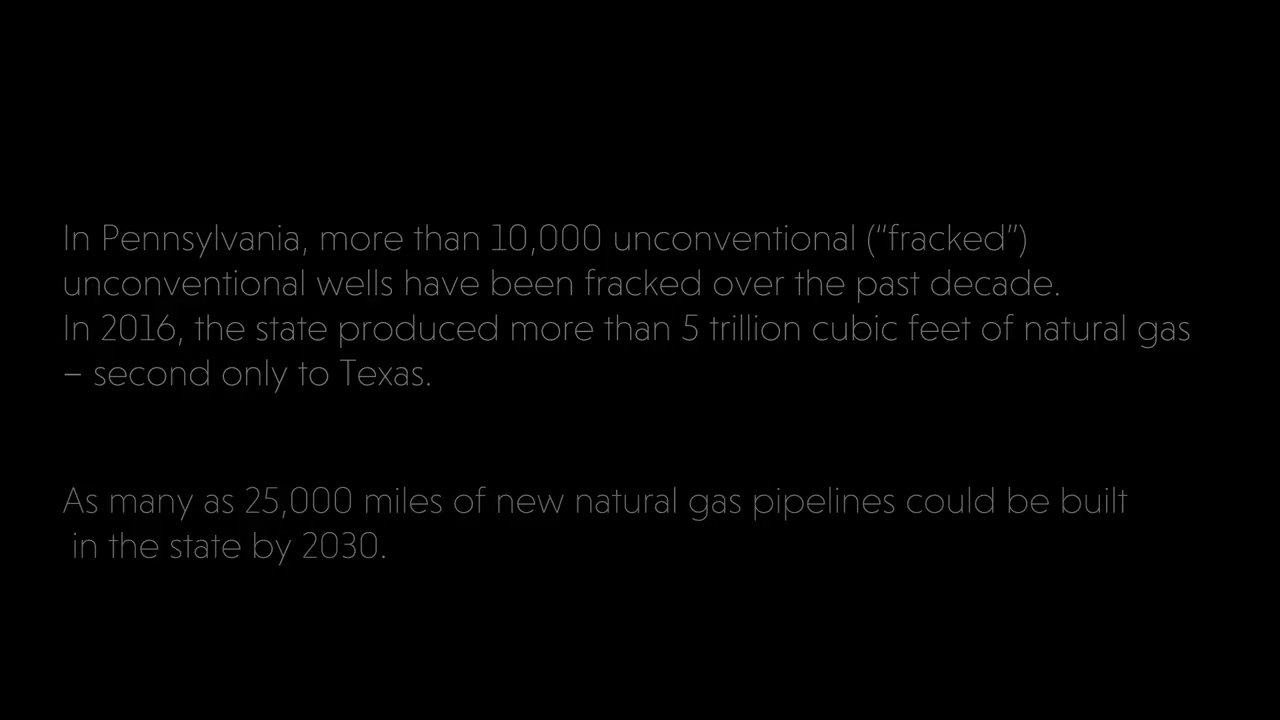 In Pennsylvania, more than 10,000 unconventional (“fracked”)
unconventional wells have been fracked over the past decade.
In 2016, the state produced more than 5 trillion cubic feet of natural gas
– second only to Texas.
As many as 25,000 miles of new natural gas pipelines could be built
in the state by 2030.